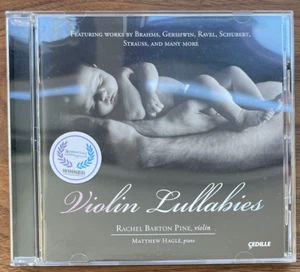 FEATURING WORKS BY BRAHMS, GERSHWIN, RAVEL, SCHUBERT,
STRAUSS, AND MANY MORE
Violin Lullabies
RACHEL BARTON PINE, violin
MATTHEW HAGLE, piano
ÇEDILLE